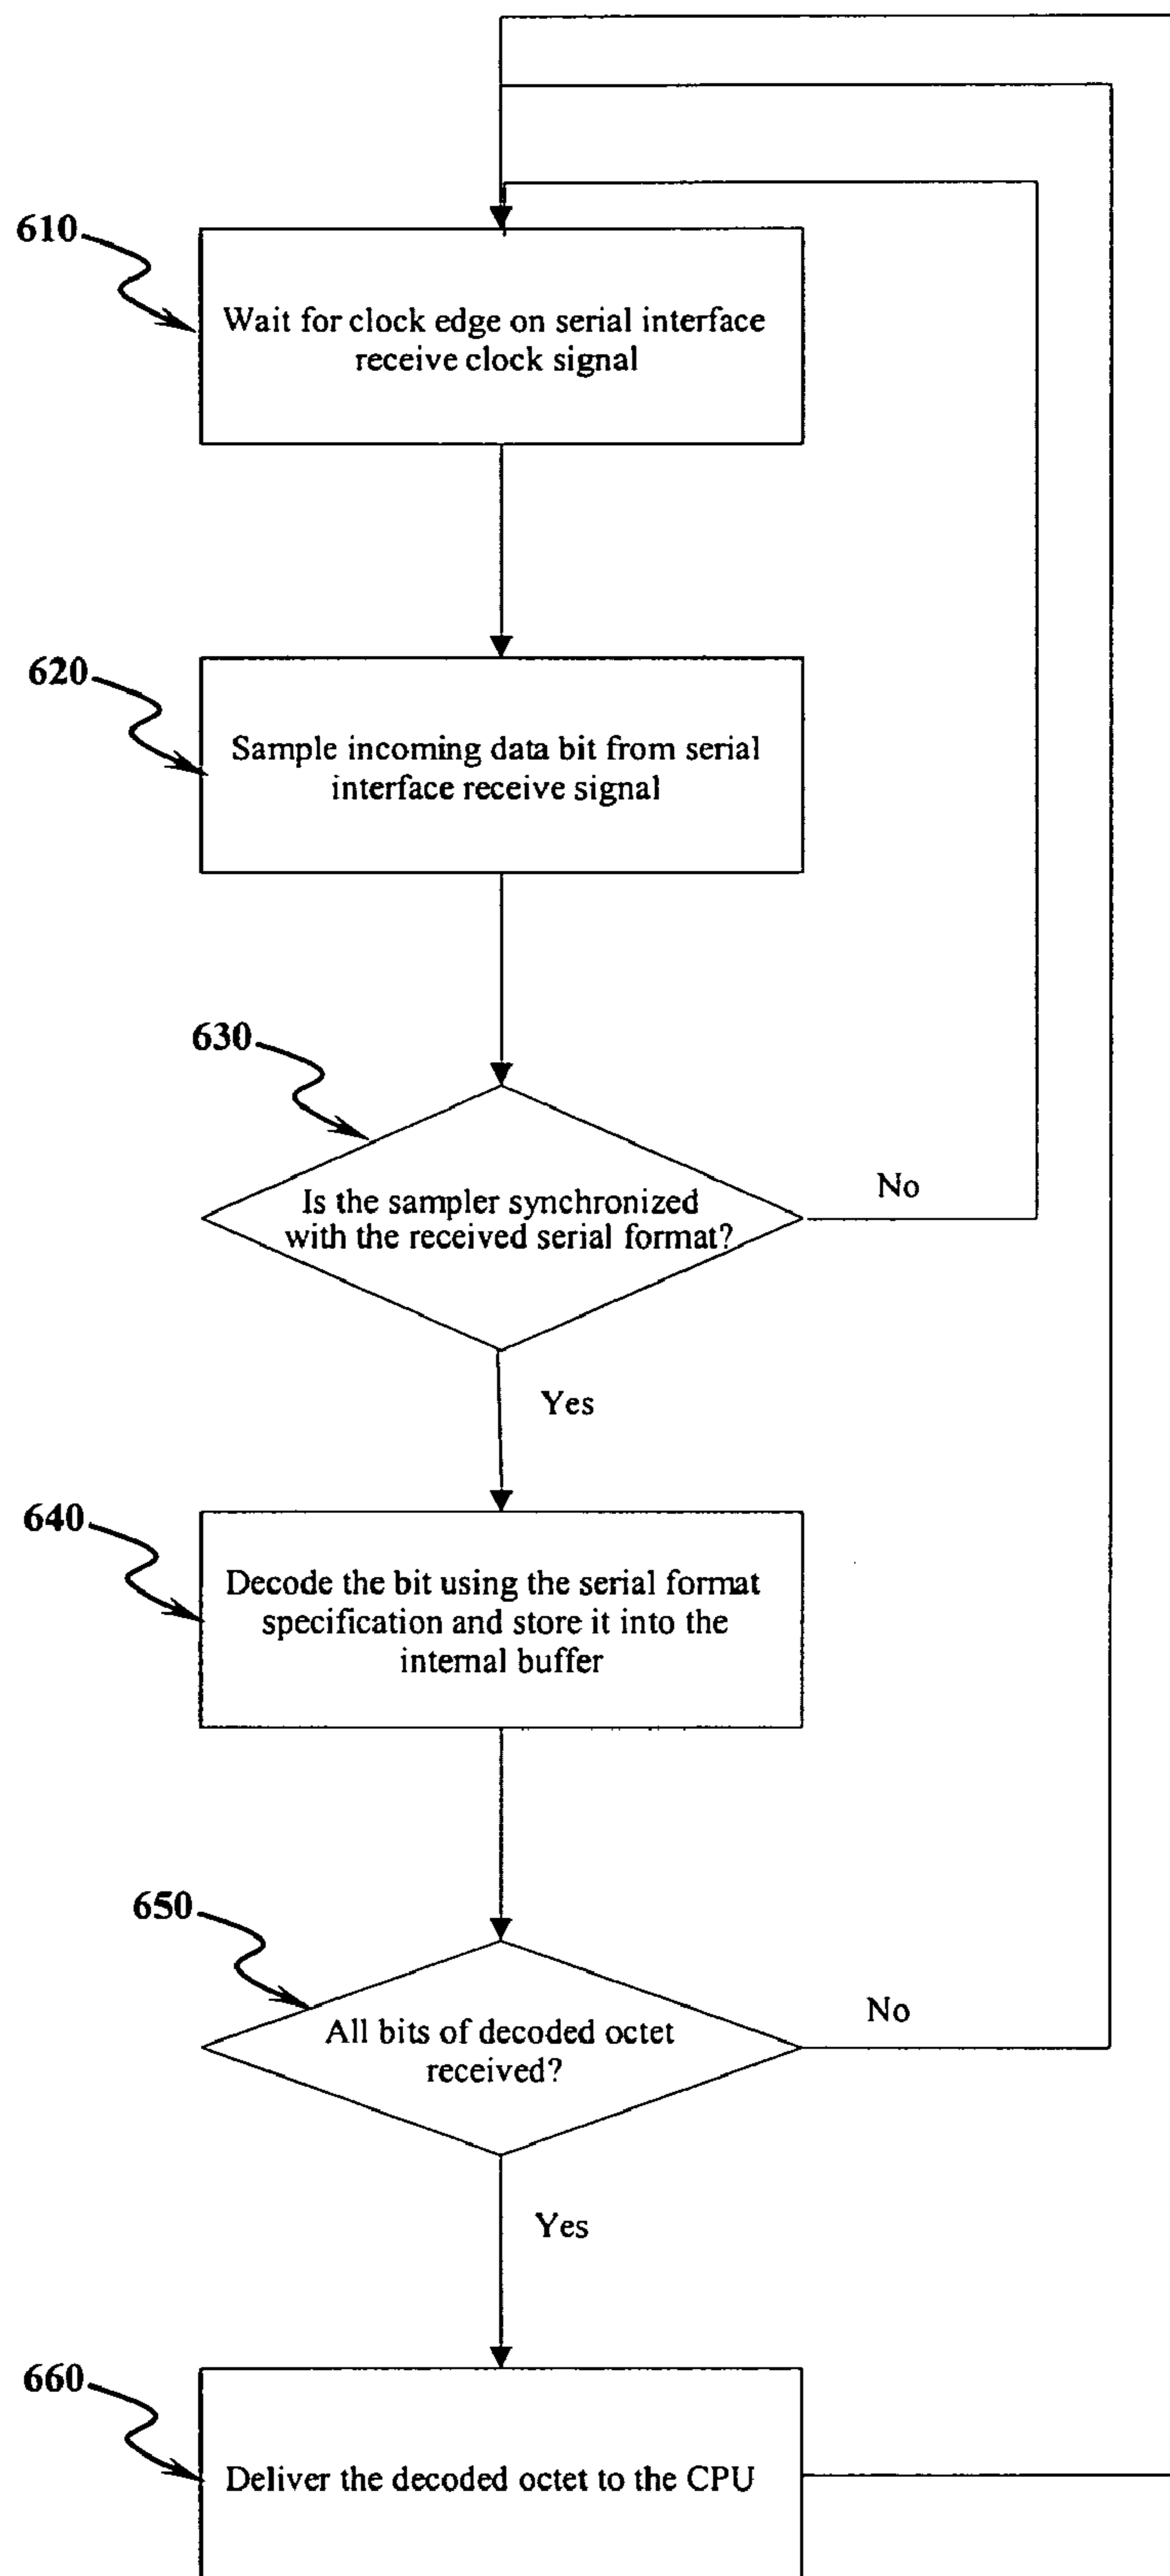 610
Wait for clock edge on serial interface
receive clock signal
620
Sample incoming data bit from serial
interface receive signal
630
Is the sampler synchronized
with the received serial format?
No
Yes
640
Decode the bit using the serial format
specification and store it into the
internal buffer
650
All bits of decoded octet
received?
No
Yes
660
Deliver the decoded octet to the CPU